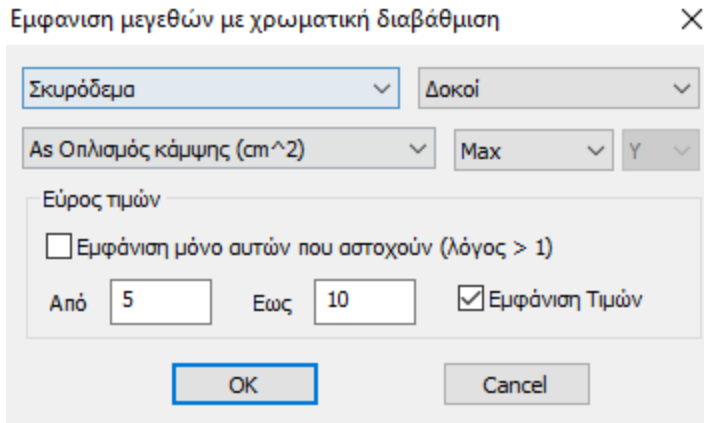 Εμφανιση μεγεθών με χρωματική διαβάθμιση
Σκυρόδεμα Δοκοί
As Οπλισμός κάμψης (cm^2) Max Y
Εύρος τιμών
Εμφάνιση μόνο αυτών που αστοχούν (λόγος > 1)
Από 5 Εως 10 Εμφάνιση Τιμών
OK Cancel